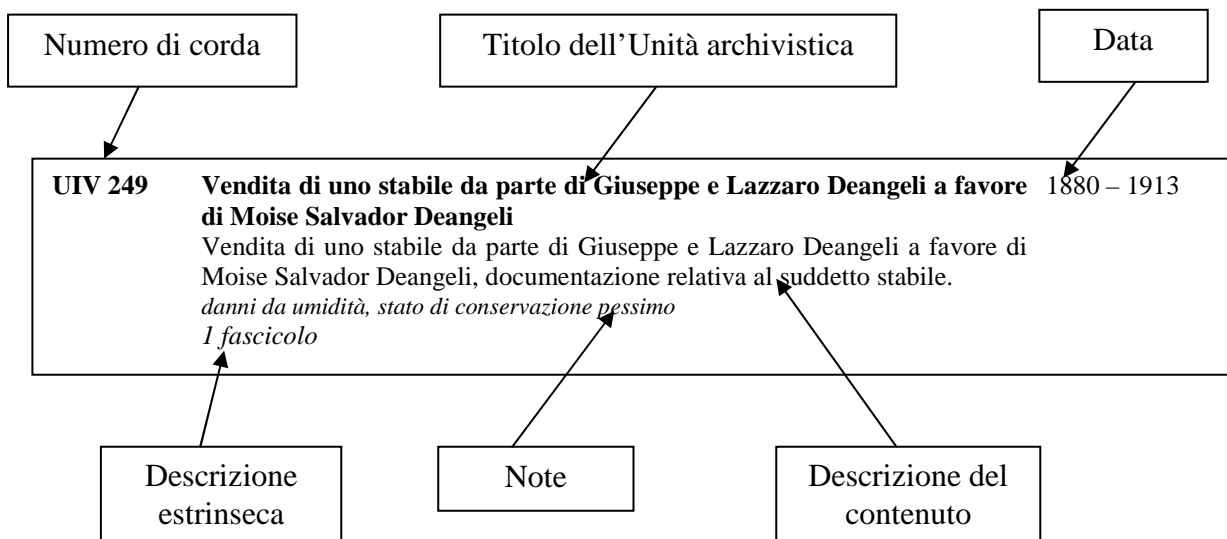 Numero di corda
Titolo dell'Unità archivistica
Data
UIV 249
Vendita di uno stabile da parte di Giuseppe e Lazzaro Deangeli a favore
di Moise Salvador Deangeli
1880 – 1913
Vendita di uno stabile da parte di Giuseppe e Lazzaro Deangeli a favore di
Moise Salvador Deangeli, documentazione relativa al suddetto stabile.
danni da umidità, stato di conservazione pessimo
1 fascicolo
Descrizione
estrinseca
Note
Descrizione del
contenuto